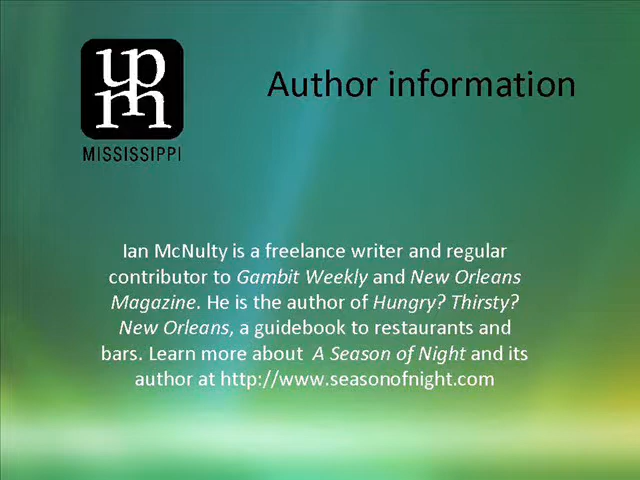 upm
MISSISSIPPI
Author information
Ian McNulty is a freelance writer and regular
contributor to Gambit Weekly and New Orleans
Magazine. He is the author of Hungry? Thirsty?
New Orleans, a guidebook to restaurants and
bars. Learn more about  A Season of Night and its
author at http://www.seasonofnight.com